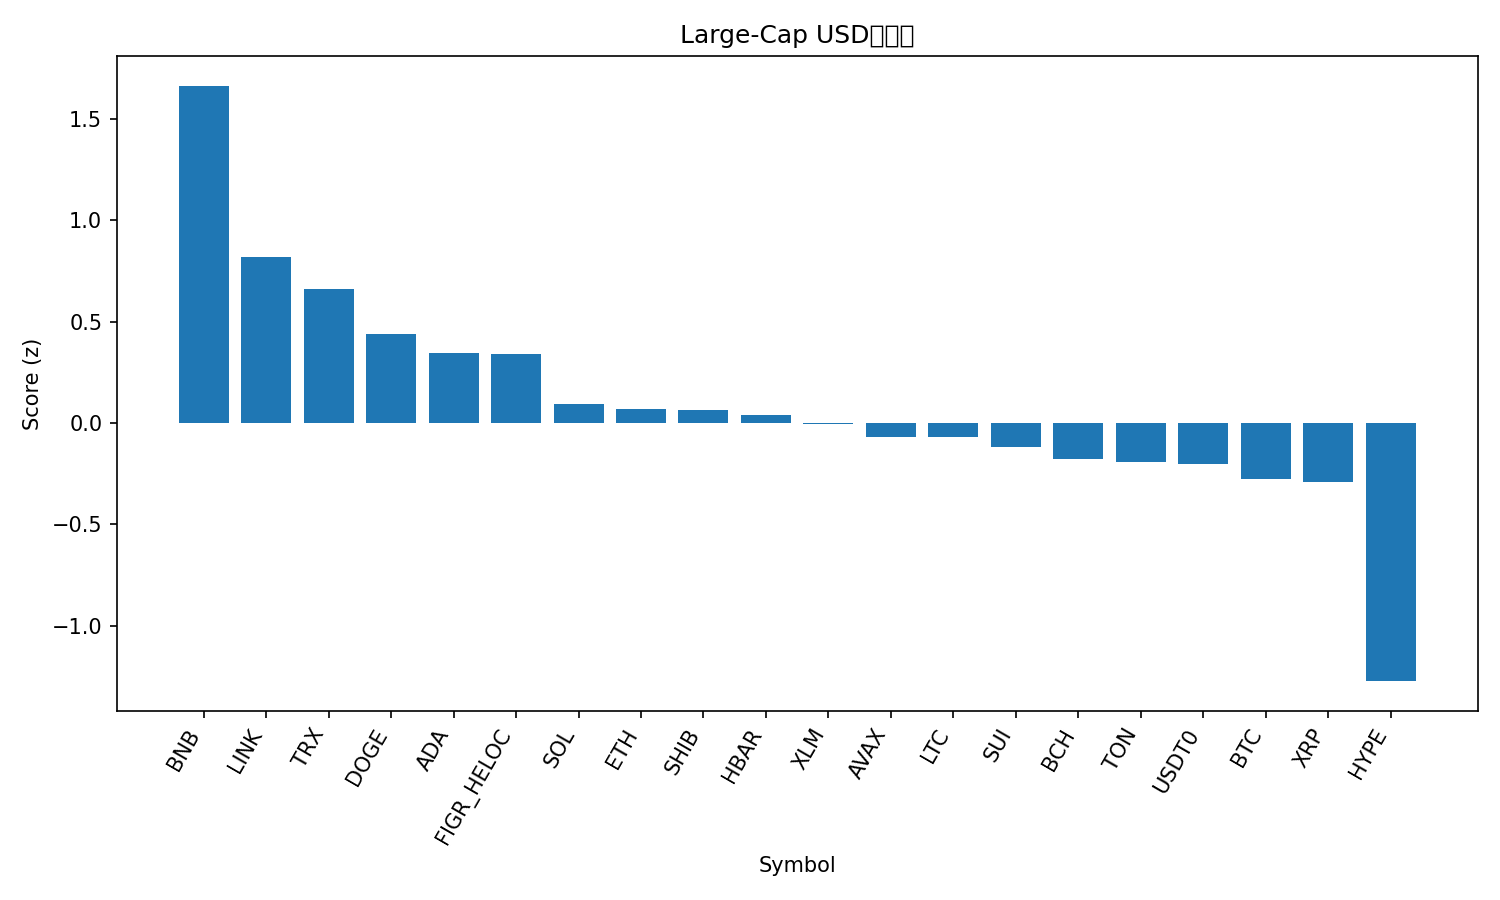 Large-Cap USD
1.5
1.0
0.5
0.0
−0.5
−1.0
Score (z)
BNB
LINK
TRX
DOGE
ADA
FIGR_HELOC
SOL
ETH
SHIB
HBAR
XLM
AVAX
LTC
SUI
BCH
TON
USDT0
BTC
XRP
HYPE
Symbol